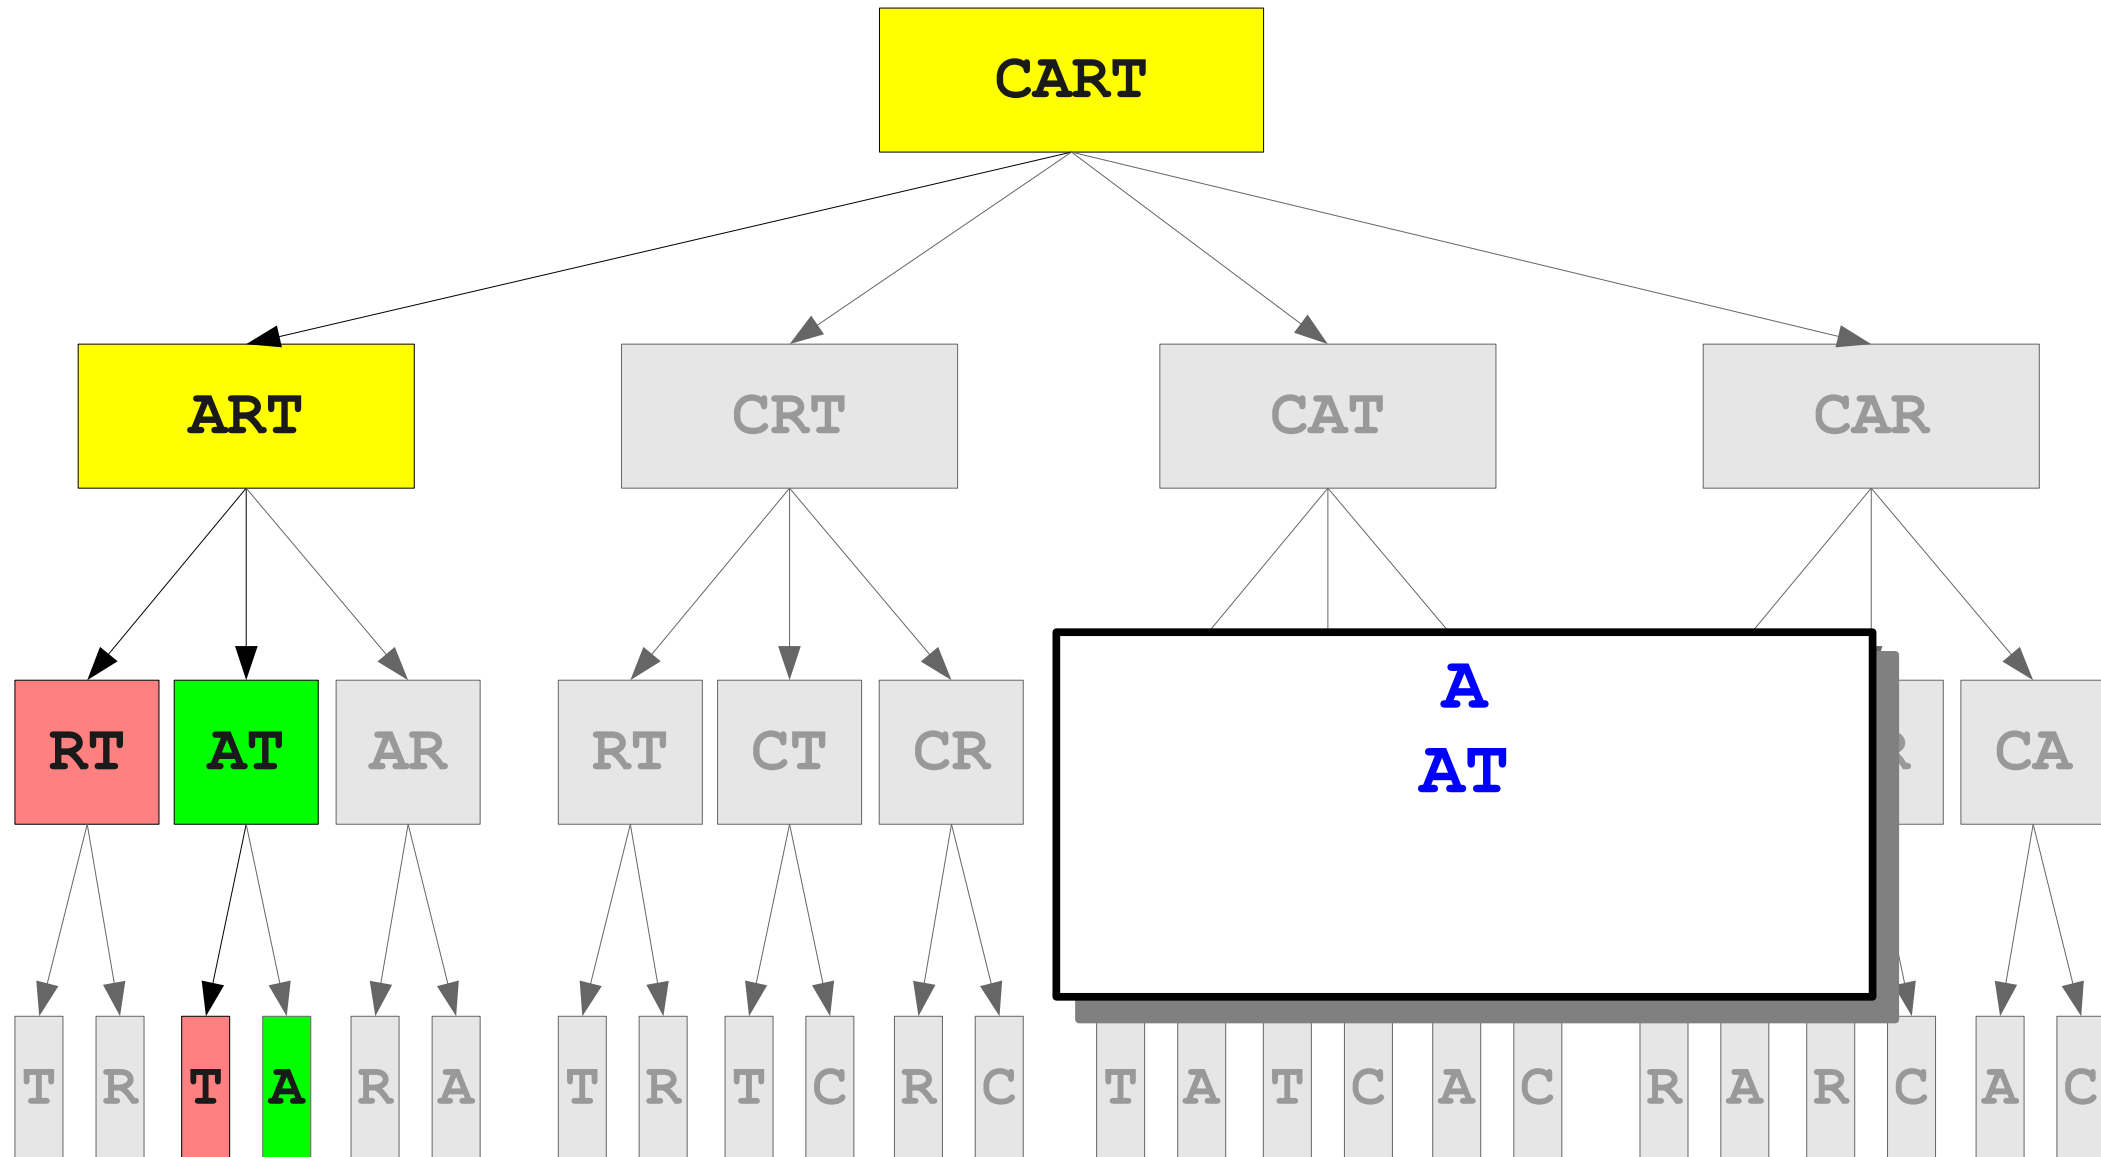 CART
ART CRT CAT CAR
RT AT AR RT CT CR CA
A
AT
T R T A R A T R T C R C T A T C A C R A R C A C